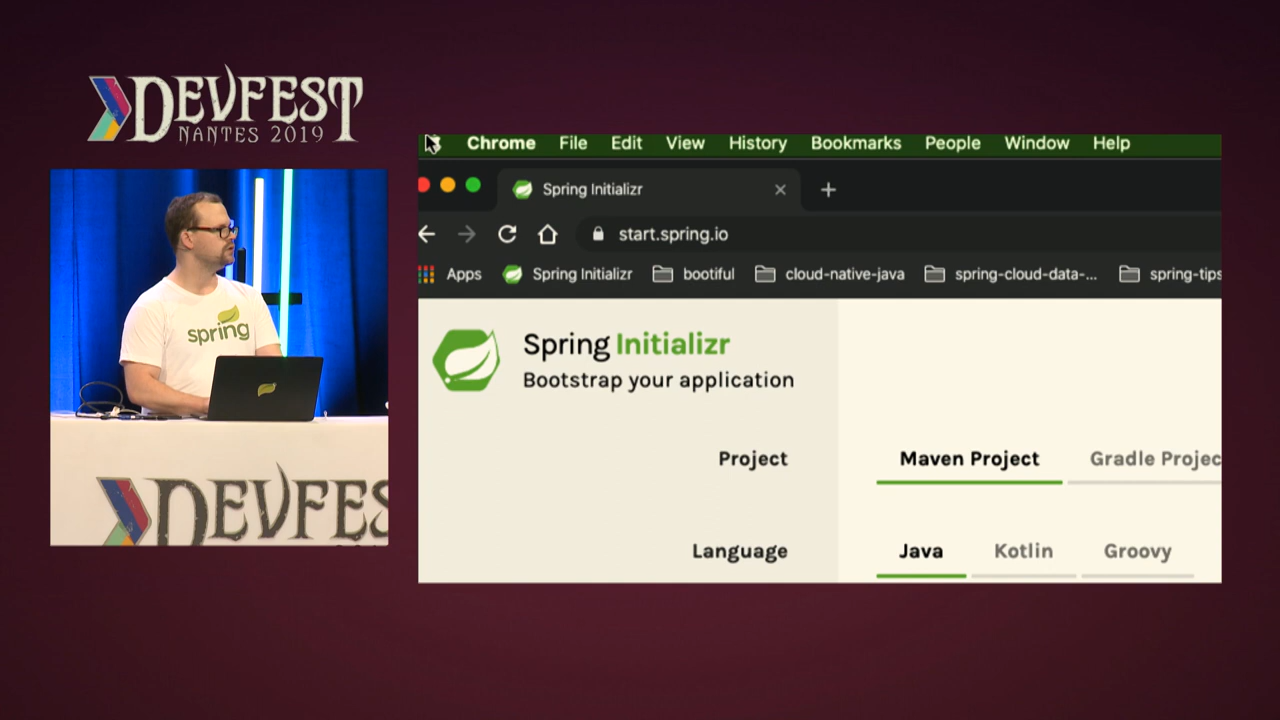 DEVFEST
NANTES 2019
spring
DEVFES
Chrome File Edit View History Bookmarks People Window Help
Spring Initializr
start.spring.io
Apps Spring Initializr bootiful cloud-native-java spring-cloud-data-... spring-tips
Spring Initializr
Bootstrap your application
Project Maven Project Gradle Projec
Language Java Kotlin Groovy